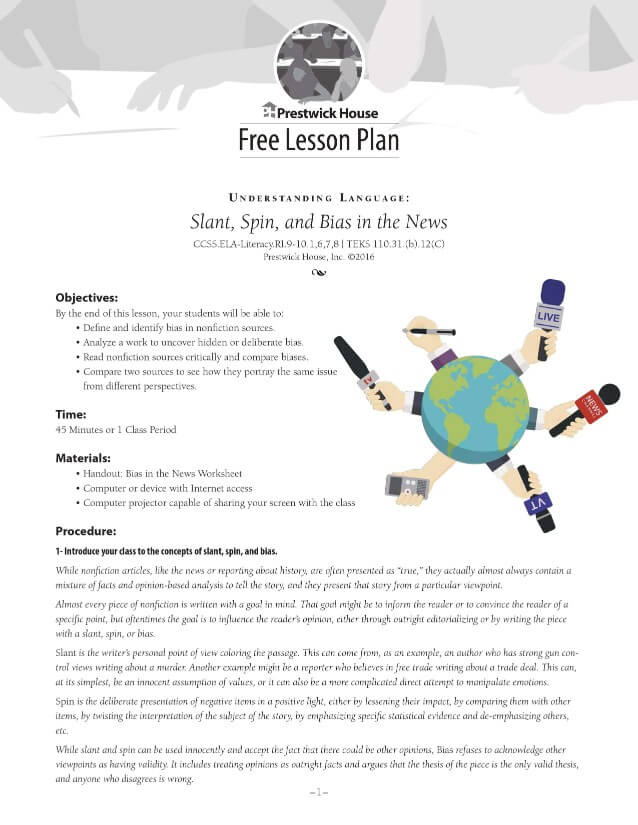 PH Prestwick House
Free Lesson Plan
UNDERSTANDING LANGUAGE:
Slant, Spin, and Bias in the News
CCSS.ELA-Literacy.RI.9-10.1,6,7,8 | TEKS 110.31.(b).12(C)
Prestwick House, Inc. ©2016
Objectives:
By the end of this lesson, your students will be able to:
• Define and identify bias in nonfiction sources.
• Analyze a work to uncover hidden or deliberate bias.
• Read nonfiction sources critically and compare biases.
• Compare two sources to see how they portray the same issue
from different perspectives.
LIVE
tv
NEWS
CHANNEL
VT
Time:
45 Minutes or 1 Class Period
Materials:
• Handout: Bias in the News Worksheet
• Computer or device with Internet access
• Computer projector capable of sharing your screen with the class
Procedure:
1- Introduce your class to the concepts of slant, spin, and bias.
While nonfiction articles, like the news or reporting about history, are often presented as “true,” they actually almost always contain a
mixture of facts and opinion-based analysis to tell the story, and they present that story from a particular viewpoint.
Almost every piece of nonfiction is written with a goal in mind. That goal might be to inform the reader or to convince the reader of a
specific point, but oftentimes the goal is to influence the reader’s opinion, either through outright editorializing or by writing the piece
with a slant, spin, or bias.
Slant is the writer’s personal point of view coloring the passage. This can come from, as an example, an author who has strong gun con-
trol views writing about a murder. Another example might be a reporter who believes in free trade writing about a trade deal. This can,
at its simplest, be an innocent assumption of values, or it can also be a more complicated direct attempt to manipulate emotions.
Spin is the deliberate presentation of negative items in a positive light, either by lessening their impact, by comparing them with other
items, by twisting the interpretation of the subject of the story, by emphasizing specific statistical evidence and de-emphasizing others,
etc.
While slant and spin can be used innocently and accept the fact that there could be other opinions, Bias refuses to acknowledge other
viewpoints as having validity. It includes treating opinions as outright facts and argues that the thesis of the piece is the only valid thesis,
and anyone who disagrees is wrong.
–1–